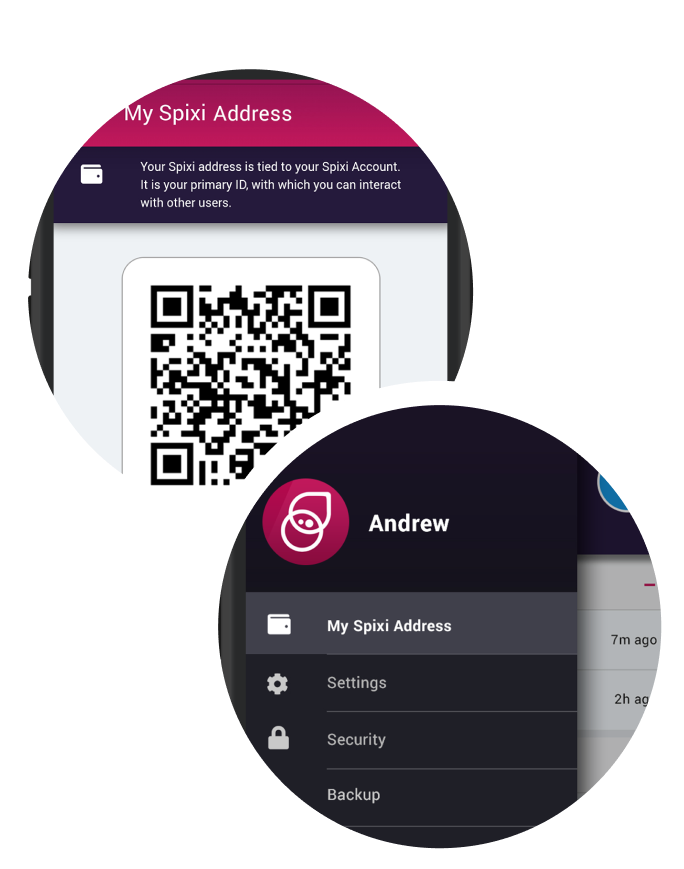 My Spixi Address
Your Spixi address is tied to your Spixi Account.
It is your primary ID, with which you can interact
with other users.
Andrew
My Spixi Address
7m ago
Settings
2h ag
Security
Backup